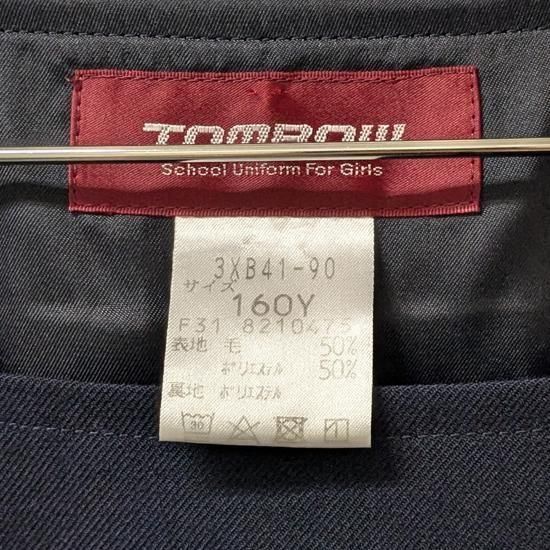 TOMBOW
School Uniform For Girls
3XB41-90
サイズ
160Y
F31 8210475
表地 毛 50%
ポリエステル 50%
裏地 ポリエステル
30